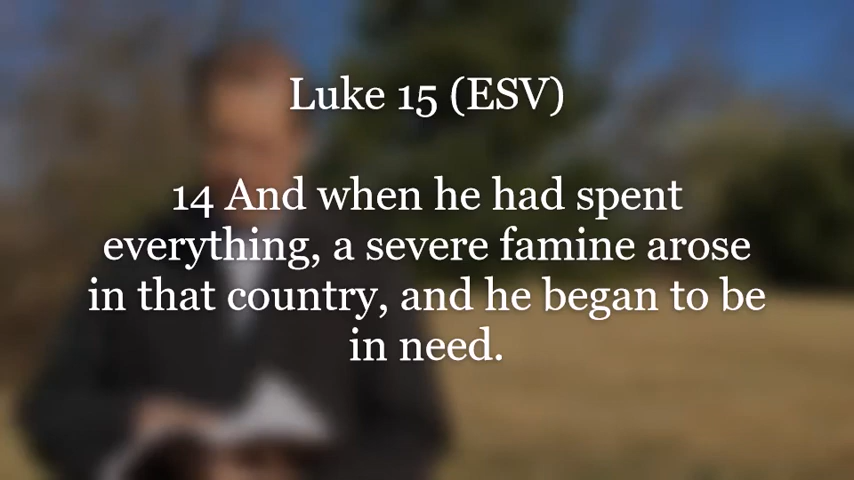 Luke 15 (ESV)
14 And when he had spent
everything, a severe famine arose
in that country, and he began to be
in need.